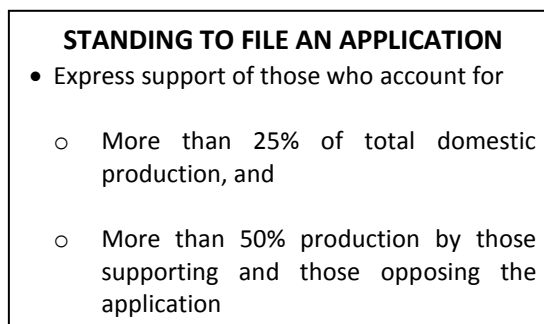 STANDING TO FILE AN APPLICATION
• Express support of those who account for
o More than 25% of total domestic
production, and
o More than 50% production by those
supporting and those opposing the
application